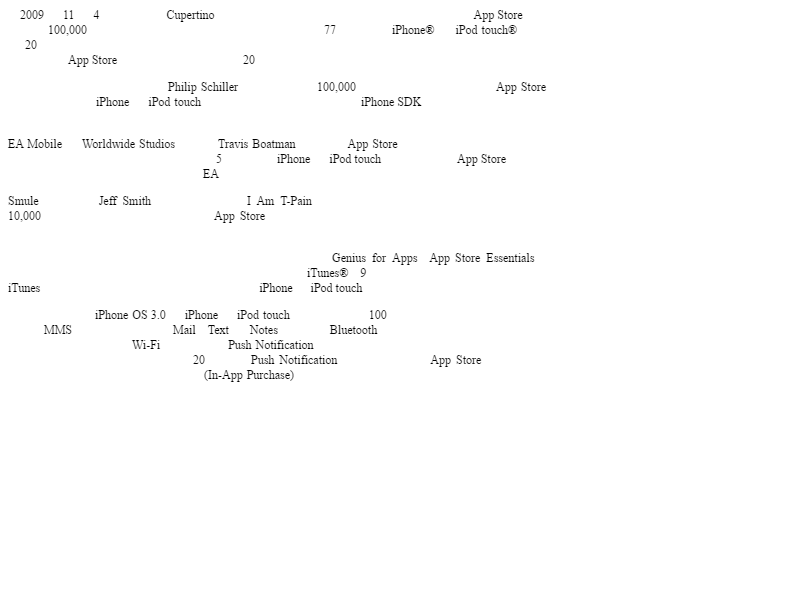 2009 11 4 Cupertino App Store
100,000 77 iPhone® iPod touch®
20
App Store 20
Philip Schiller 100,000 App Store
iPhone iPod touch iPhone SDK
EA Mobile Worldwide Studios Travis Boatman App Store
5 iPhone iPod touch App Store
EA
Smule Jeff Smith I Am T-Pain
10,000 App Store
Genius for Apps App Store Essentials
iTunes® 9
iTunes iPhone iPod touch
iPhone OS 3.0 iPhone iPod touch 100
MMS Mail Text Notes Bluetooth
Wi-Fi Push Notification
20 Push Notification App Store
(In-App Purchase)